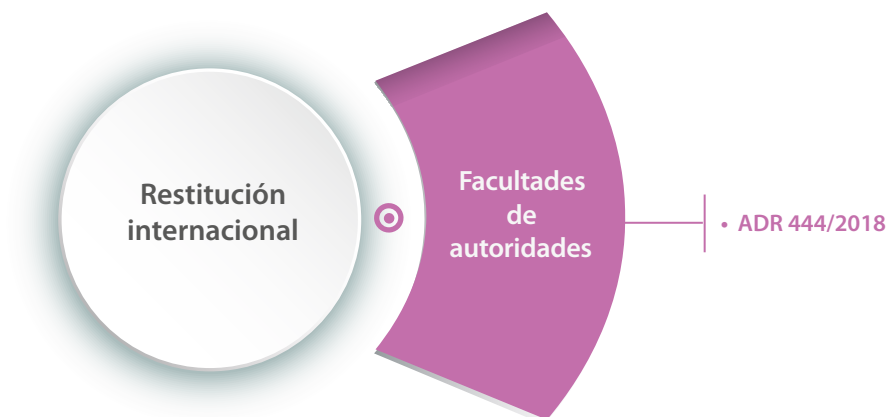 Restitución
internacional
Facultades
de
autoridades
• ADR 444/2018